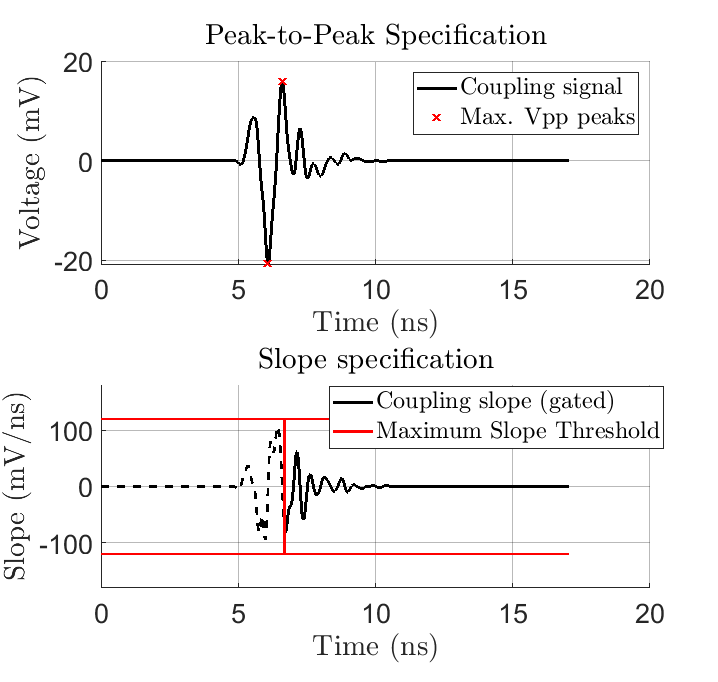 Peak-to-Peak Specification
20
0
-20
Voltage (mV)
Coupling signal
Max. Vpp peaks
0 5 10 15 20
Time (ns)
Slope specification
100
0
-100
Slope (mV/ns)
Coupling slope (gated)
Maximum Slope Threshold
0 5 10 15 20
Time (ns)